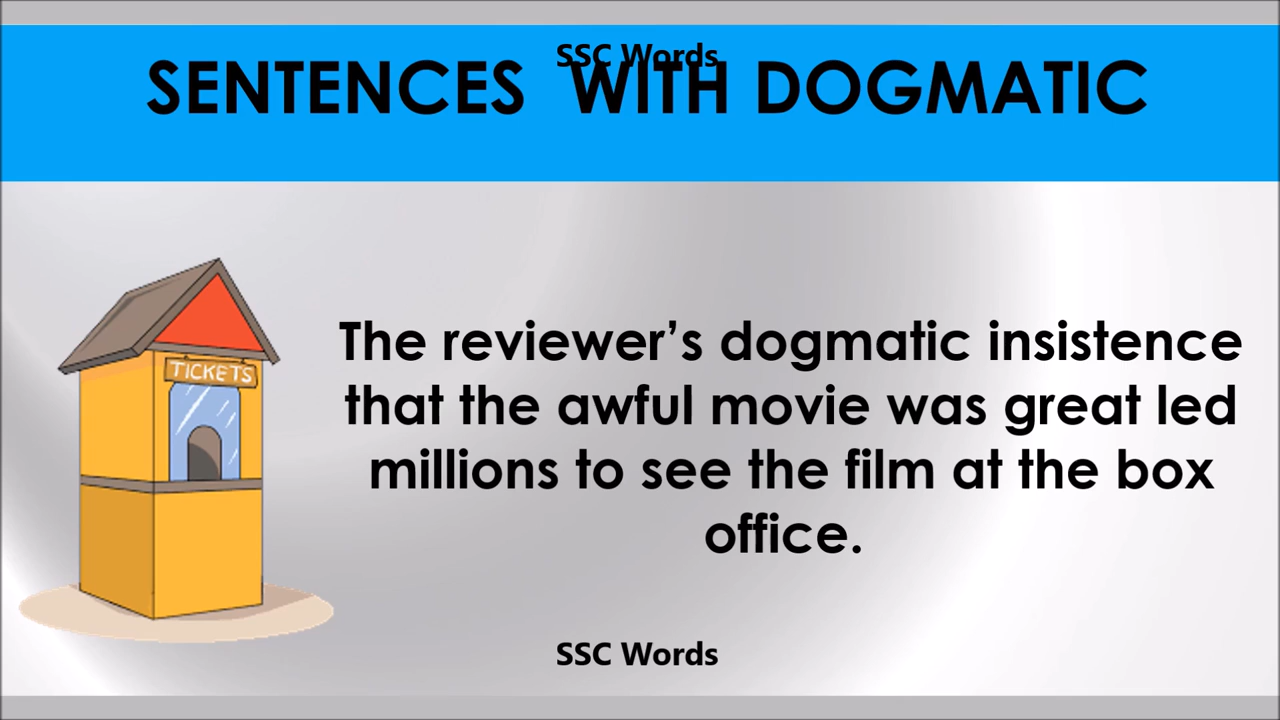 SSC Words
SENTENCES WITH DOGMATIC
TICKETS
The reviewer’s dogmatic insistence
that the awful movie was great led
millions to see the film at the box
office.
SSC Words